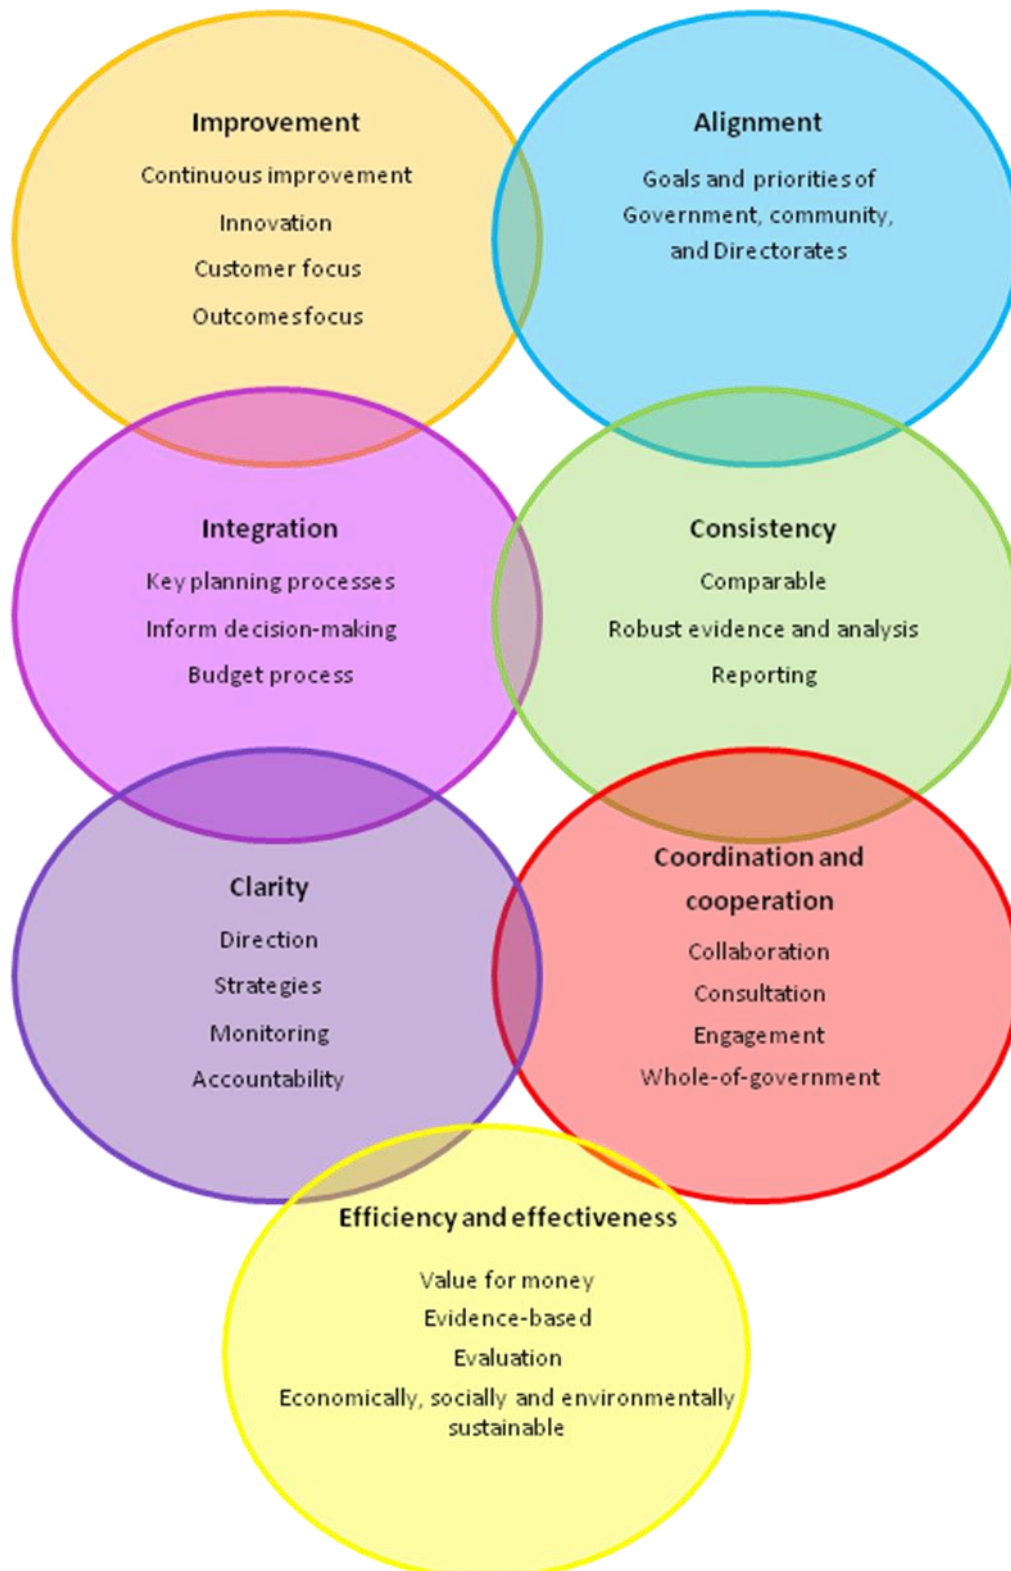 Improvement
Continuous improvement
Innovation
Customer focus
Outcomes focus
Alignment
Goals and priorities of
Government, community,
and Directorates
Integration
Key planning processes
Inform decision-making
Budget process
Consistency
Comparable
Robust evidence and analysis
Reporting
Clarity
Direction
Strategies
Monitoring
Accountability
Coordination and
cooperation
Collaboration
Consultation
Engagement
Whole-of-government
Efficiency and effectiveness
Value for money
Evidence-based
Evaluation
Economically, socially and environmentally
sustainable